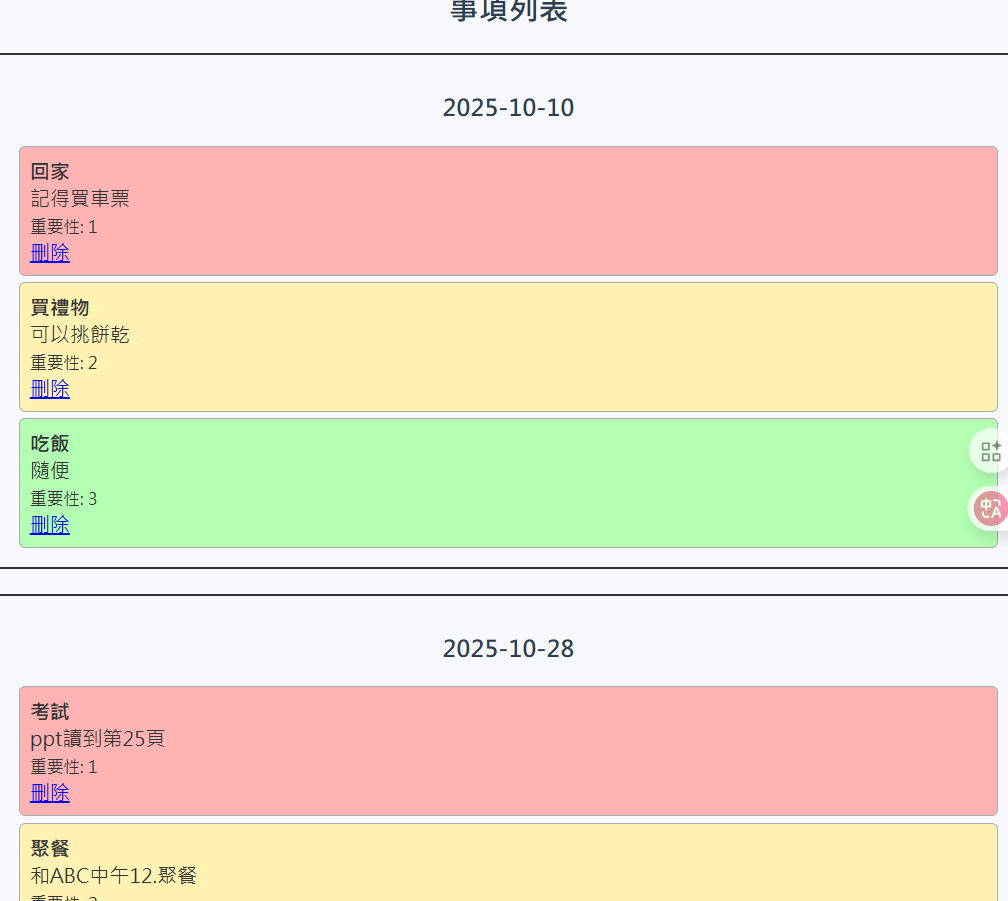 事項列表
2025-10-10
回家
記得買車票
重要性: 1
刪除
買禮物
可以挑餅乾
重要性: 2
刪除
吃飯
隨便
重要性: 3
刪除
2025-10-28
考試
ppt讀到第25頁
重要性: 1
刪除
聚餐
和ABC中午12.聚餐
重要性: 2